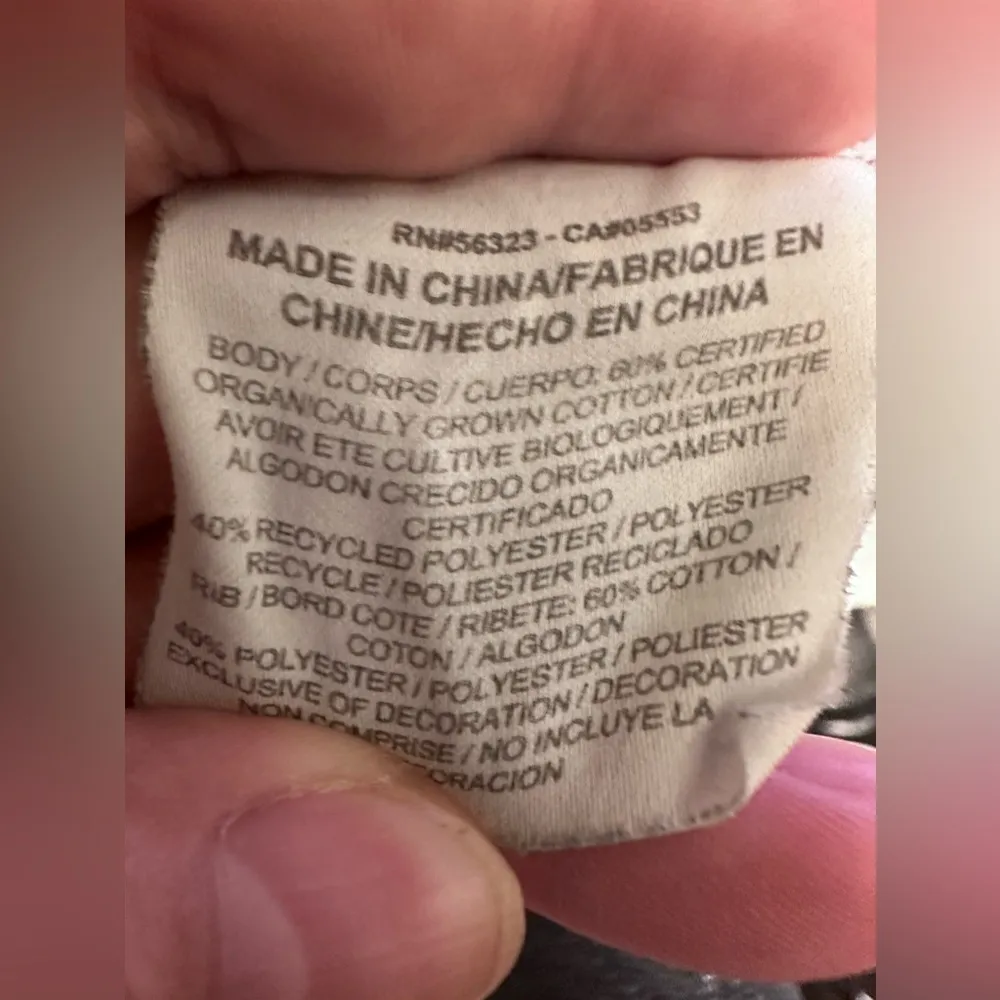 RN#56323 - CA#05553
MADE IN CHINA/FABRIQUE EN
CHINE/HECHO EN CHINA
BODY / CORPS / CUERPO: 60% CERTIFIED
ORGANICALLY GROWN COTTON / CERTIFIE
AVOIR ETE CULTIVE BIOLOGIQUEMENT /
ALGODON CRECIDO ORGANICAMENTE
CERTIFICADO
40% RECYCLED POLYESTER / POLYESTER
RECYCLE / POLIESTER RECICLADO
RIB / BORD COTE / RIBETE: 60% COTTON /
COTON / ALGODON
40% POLYESTER / POLYESTER / POLIESTER
EXCLUSIVE OF DECORATION / DECORATION
NON COMPRISE / NO INCLUYE LA